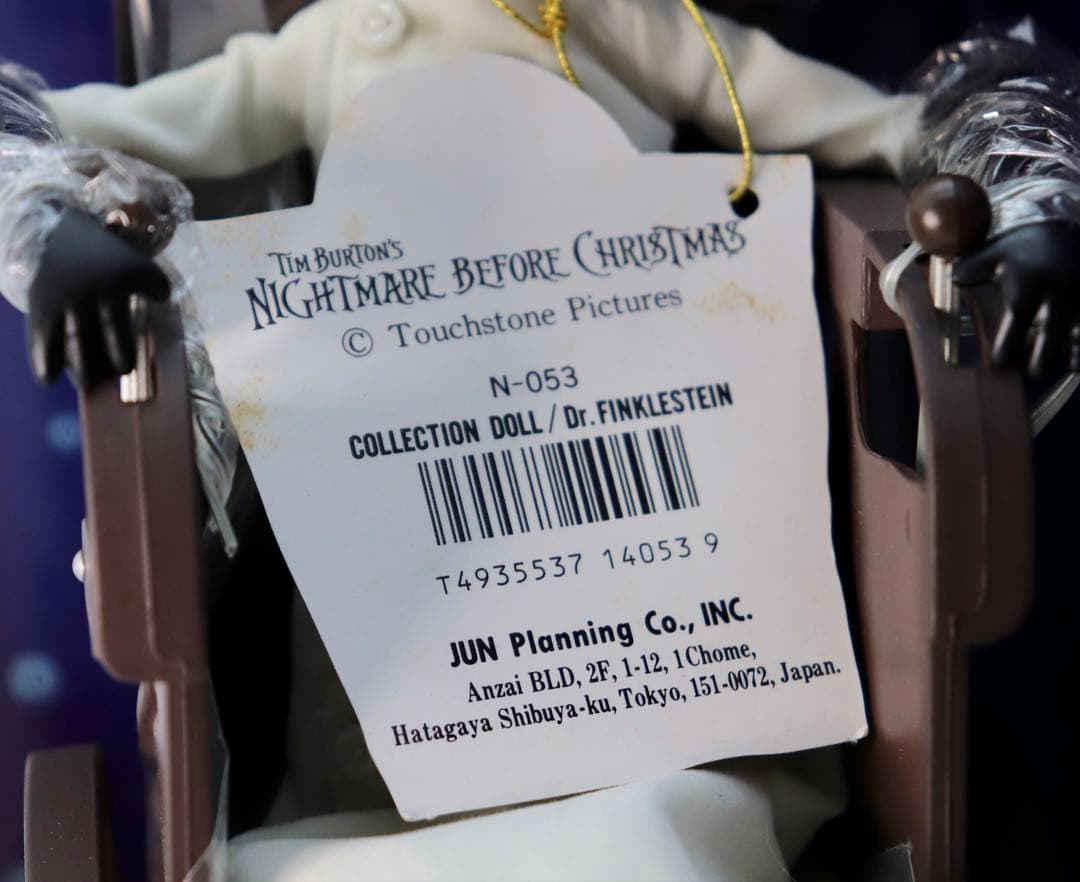 TIM BURTON'S
NIGHTMARE BEFORE CHRISTMAS
© Touchstone Pictures
N-053
COLLECTION DOLL / Dr. FINKLESTEIN
T4935537 14053 9
JUN Planning Co., INC.
Anzai BLD, 2F, 1-12, 1Chome,
Hatagaya Shibuya-ku, Tokyo, 151-0072, Japan.